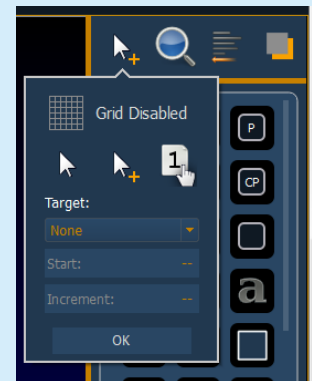 Grid Disabled
1
P
CP
Target:
None
Start: --
a
Increment: --
OK